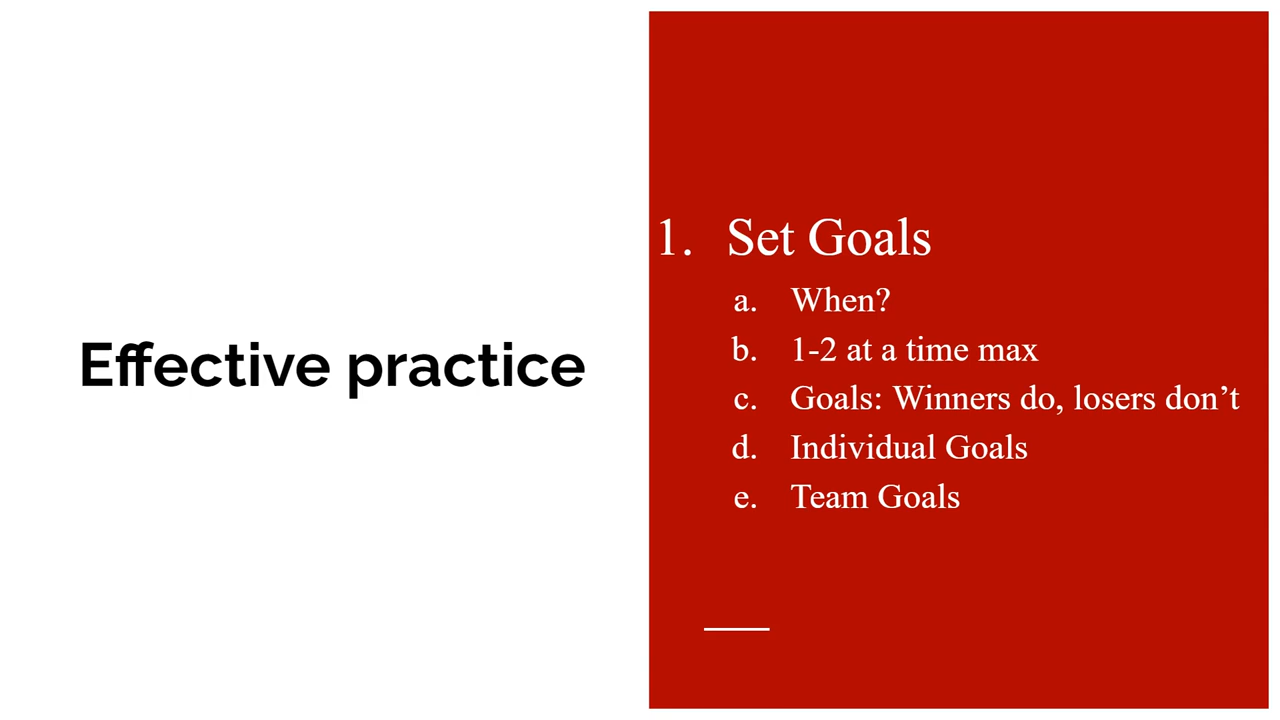 Effective practice
1. Set Goals
a. When?
b. 1-2 at a time max
c. Goals: Winners do, losers don’t
d. Individual Goals
e. Team Goals